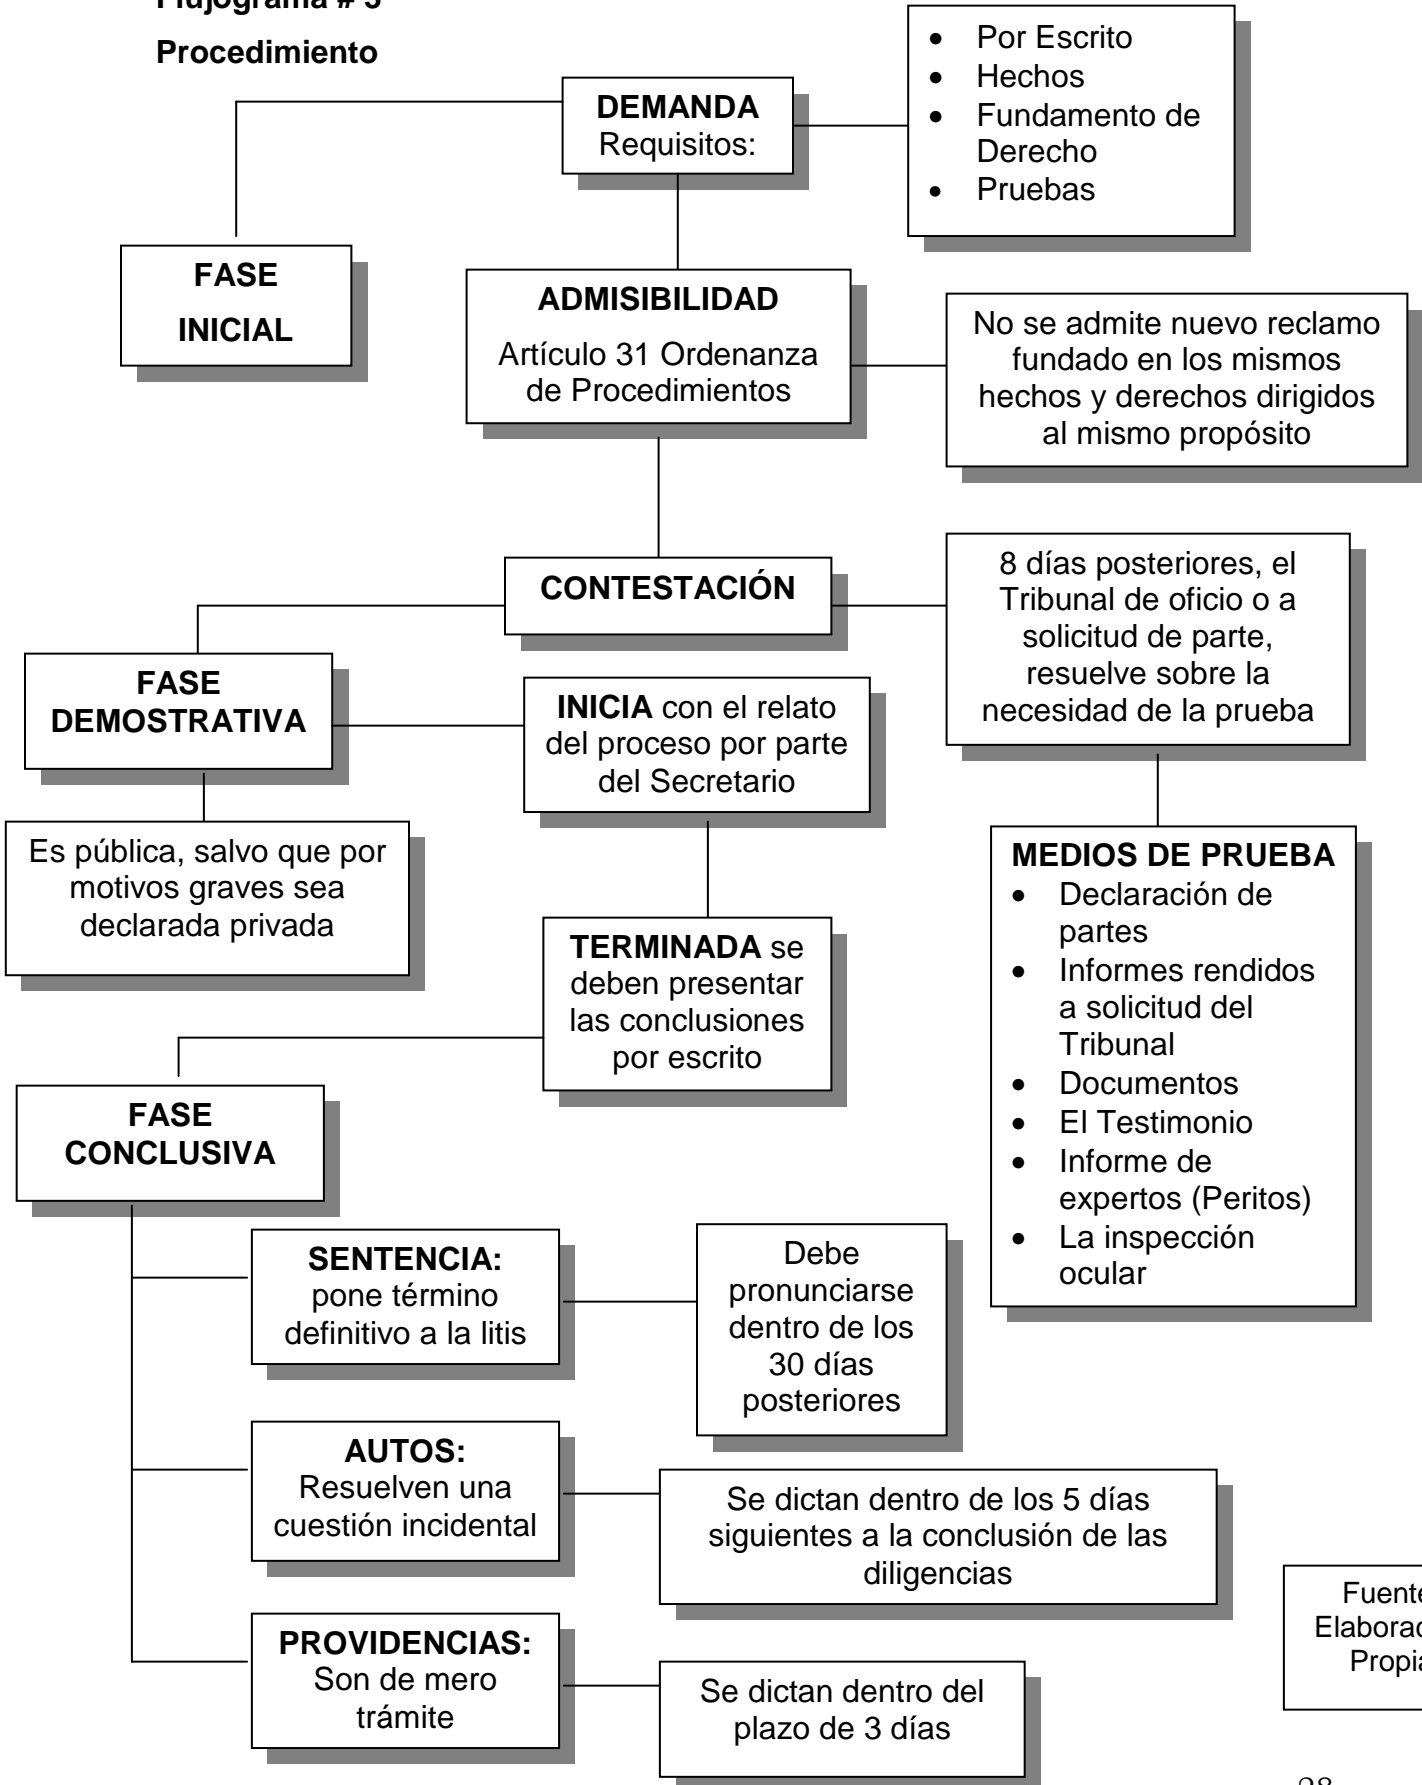 Flujograma # 3
Procedimiento
DEMANDA
Requisitos:
• Por Escrito
• Hechos
• Fundamento de
Derecho
• Pruebas
FASE
INICIAL
ADMISIBILIDAD
Artículo 31 Ordenanza
de Procedimientos
No se admite nuevo reclamo
fundado en los mismos
hechos y derechos dirigidos
al mismo propósito
CONTESTACIÓN
8 días posteriores, el
Tribunal de oficio o a
solicitud de parte,
resuelve sobre la
necesidad de la prueba
FASE
DEMOSTRATIVA
INICIA con el relato
del proceso por parte
del Secretario
Es pública, salvo que por
motivos graves sea
declarada privada
MEDIOS DE PRUEBA
• Declaración de
partes
• Informes rendidos
a solicitud del
Tribunal
• Documentos
• El Testimonio
• Informe de
expertos (Peritos)
• La inspección
ocular
TERMINADA se
deben presentar
las conclusiones
por escrito
FASE
CONCLUSIVA
SENTENCIA:
pone término
definitivo a la litis
Debe
pronunciarse
dentro de los
30 días
posteriores
AUTOS:
Resuelven una
cuestión incidental
Se dictan dentro de los 5 días
siguientes a la conclusión de las
diligencias
PROVIDENCIAS:
Son de mero
trámite
Se dictan dentro del
plazo de 3 días
Fuente
Elaborac
Propia